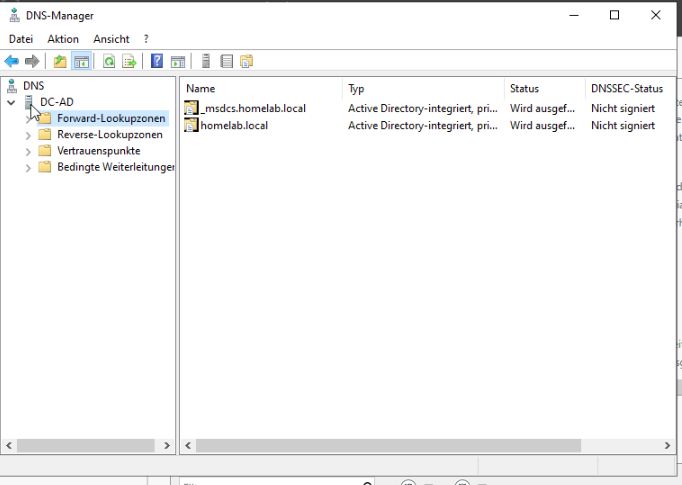 DNS-Manager
Datei Aktion Ansicht ?
DNS
DC-AD
Forward-Lookupzonen
Reverse-Lookupzonen
Vertrauenspunkte
Bedingte Weiterleitungen
Name Typ Status DNSSEC-Status
_msdcs.homelab.local Active Directory-integriert, pri... Wird ausgef... Nicht signiert
homelab.local Active Directory-integriert, pri... Wird ausgef... Nicht signiert